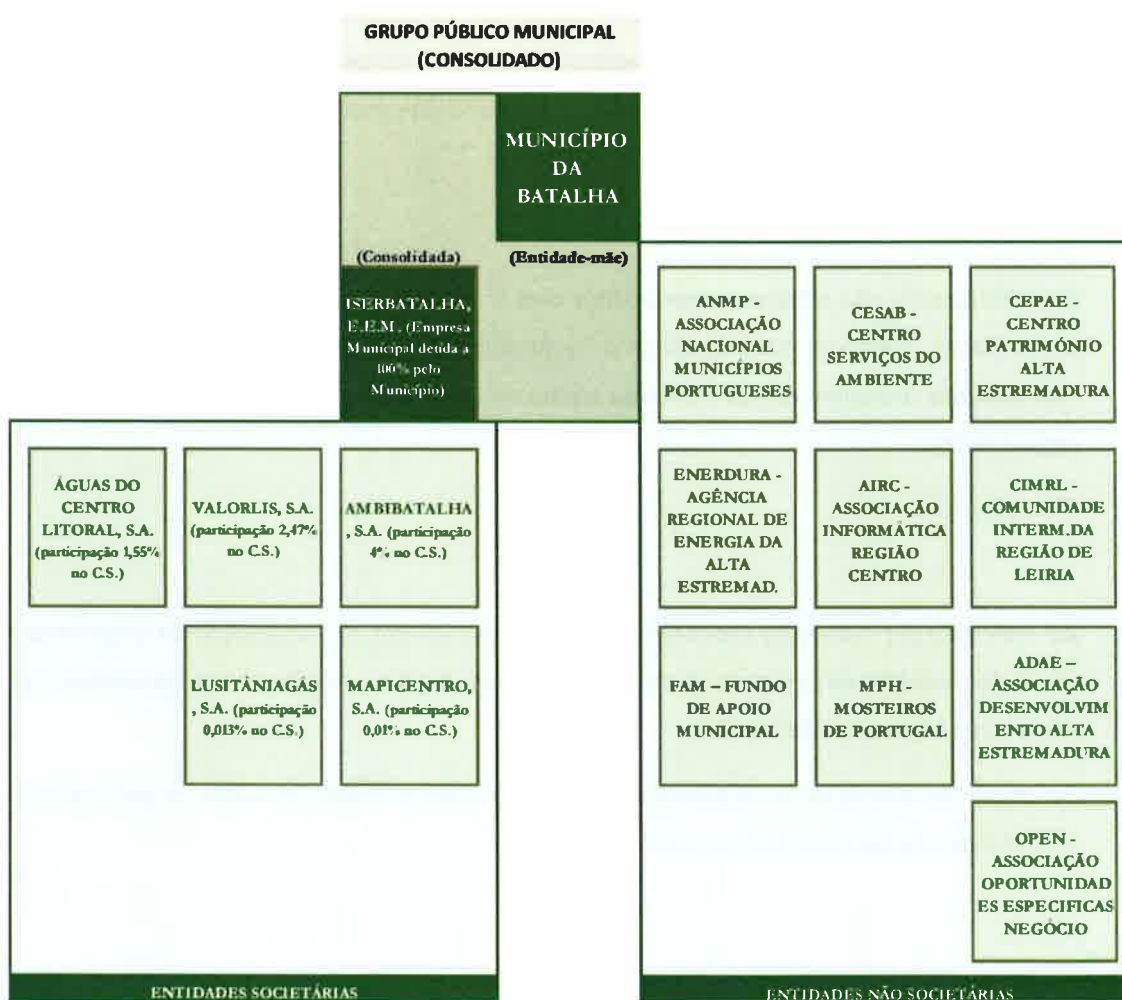 GRUPO PÚBLICO MUNICIPAL
(CONSOLIDADO)
MUNICÍPIO
DA
BATALHA
(Consolidada)
(Entidade-mãe)
ISERBATALHA,
E.E.M. (Empresa
Municipal detida a
100% pelo
Município)
ÁGUAS DO
CENTRO
LITORAL, S.A.
(participação 1,55%
no C.S.)
VALORLIS, S.A.
(participação 2,47%
no C.S.)
AMBIBATALHA
, S.A. (participação
4% no C.S.)
LUSITÂNIAGÁS
, S.A. (participação
0,013% no C.S.)
MAPICENTRO,
S.A. (participação
0,01% no C.S.)
ENTIDADES SOCIETÁRIAS
ANMP -
ASSOCIAÇÃO
NACIONAL
MUNICÍPIOS
PORTUGUESES
CESAB -
CENTRO
SERVIÇOS DO
AMBIENTE
CEPAE -
CENTRO
PATRIMÓNIO
ALTA
ESTREMADURA
ENERDURA -
AGÊNCIA
REGIONAL DE
ENERGIA DA
ALTA
ESTREMAD.
AIRC -
ASSOCIAÇÃO
INFORMÁTICA
REGIÃO
CENTRO
CIMRL -
COMUNIDADE
INTERM.DA
REGIÃO DE
LEIRIA
FAM – FUNDO
DE APOIO
MUNICIPAL
MPH -
MOSTEIROS
DE PORTUGAL
ADAE –
ASSOCIAÇÃO
DESENVOLVIM
ENTO ALTA
ESTREMADURA
OPEN -
ASSOCIAÇÃO
OPORTUNIDAD
ES ESPECIFICAS
NEGÓCIO
ENTIDADES NÃO SOCIETÁRIAS